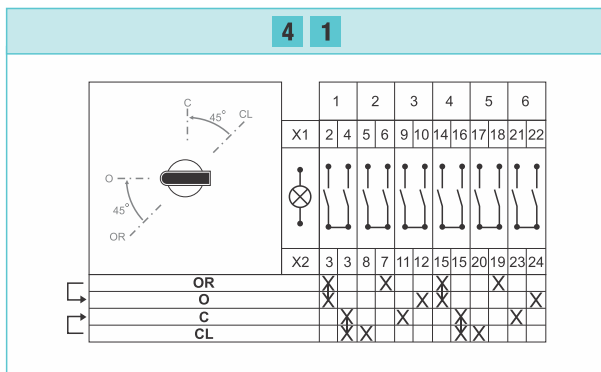 4 1
1 2 3 4 5 6
C
45°
CL
X1 2 4 5 6 9 10 14 16 17 18 21 22
O
45°
OR
X2 3 3 8 7 11 12 15 15 20 19 23 24
OR X X X X
O X X X X
C X X X X
CL X X X X